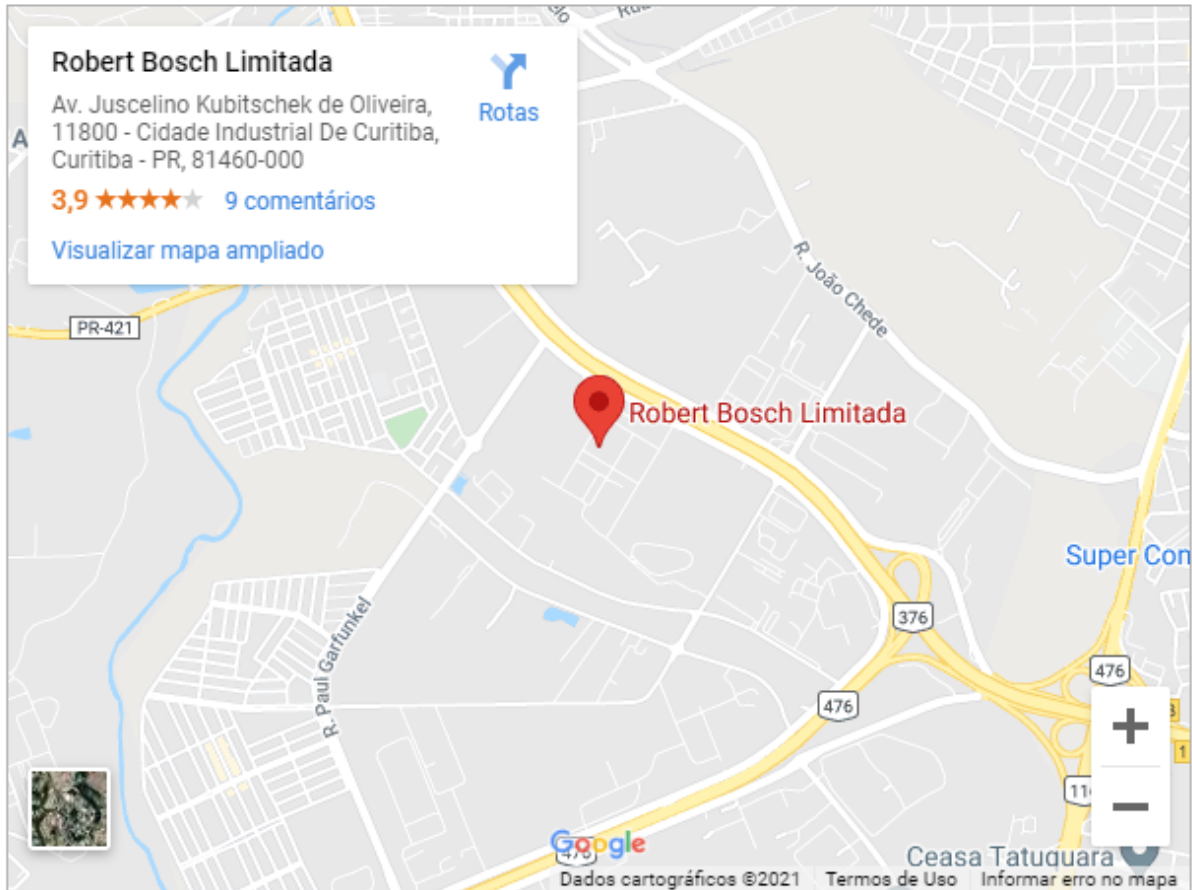 Robert Bosch Limitada
Av. Juscelino Kubitschek de Oliveira,
11800 - Cidade Industrial De Curitiba,
Curitiba - PR, 81460-000
3,9
9 comentários
Visualizar mapa ampliado
Rotas
A
PR-421
R. João Chede
Robert Bosch Limitada
Super Con
R. Paul Garfunkel
376
476
476
+
1
−
Google
Ceasa Tatuquara
Dados cartográficos ©2021
Termos de Uso
Informar erro no mapa